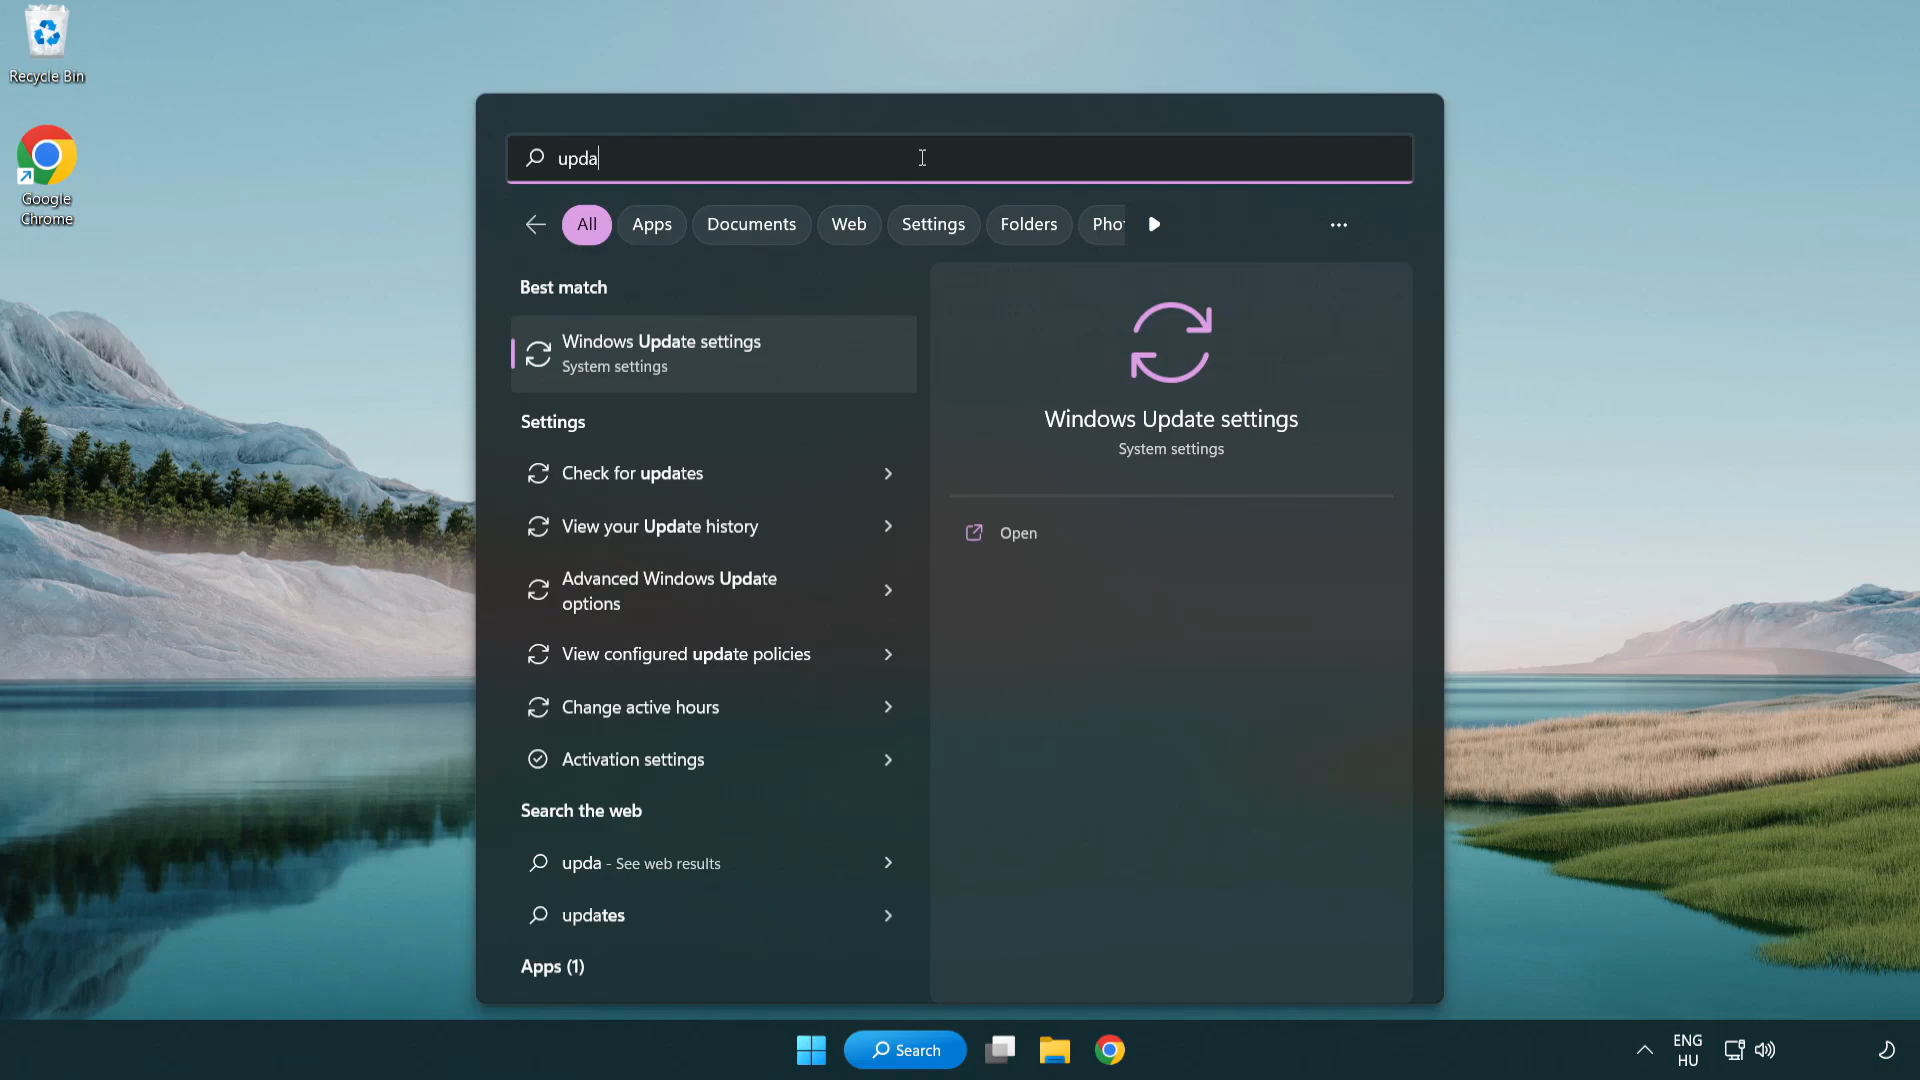 Recycle Bin
Google
Chrome
upda
All
Apps
Documents
Web
Settings
Folders
Pho
Best match
Windows Update settings
System settings
Settings
Check for updates
View your Update history
Advanced Windows Update
options
View configured update policies
Change active hours
Activation settings
Search the web
upda - See web results
updates
Apps (1)
Windows Update settings
System settings
Open
Search
ENG
HU